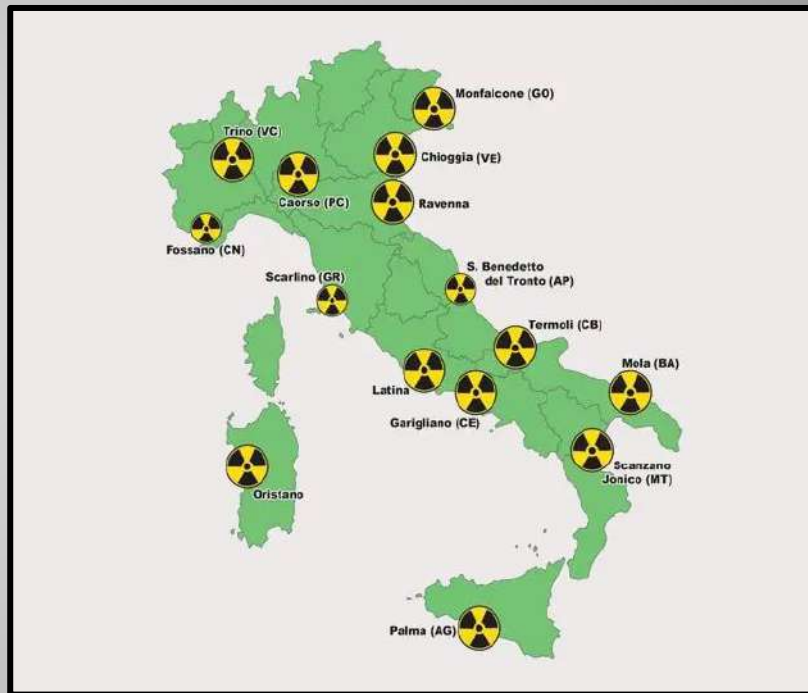 Monfalcone (GO)
Trino (VC)
Chioggia (VE)
Caorso (PC)
Ravenna
Fossano (CN)
S. Benedetto
del Tronto (AP)
Scarlino (GR)
Termoli (CB)
Mola (BA)
Latina
Garigliano (CE)
Scanzano
Jonico (MT)
Oristano
Palma (AG)